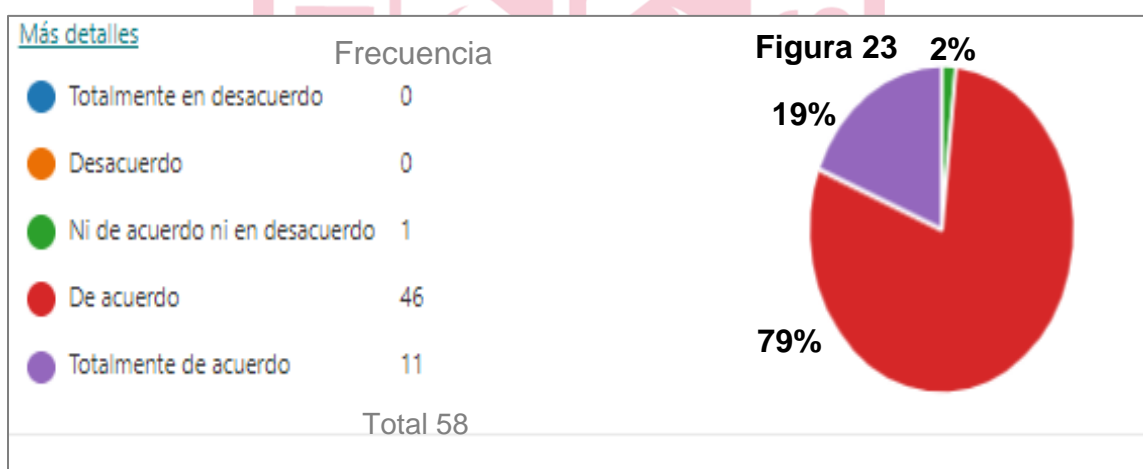 Más detalles
Frecuencia
Totalmente en desacuerdo 0
Desacuerdo 0
Ni de acuerdo ni en desacuerdo 1
De acuerdo 46
Totalmente de acuerdo 11
Total 58
Figura 23 2%
19%
79%